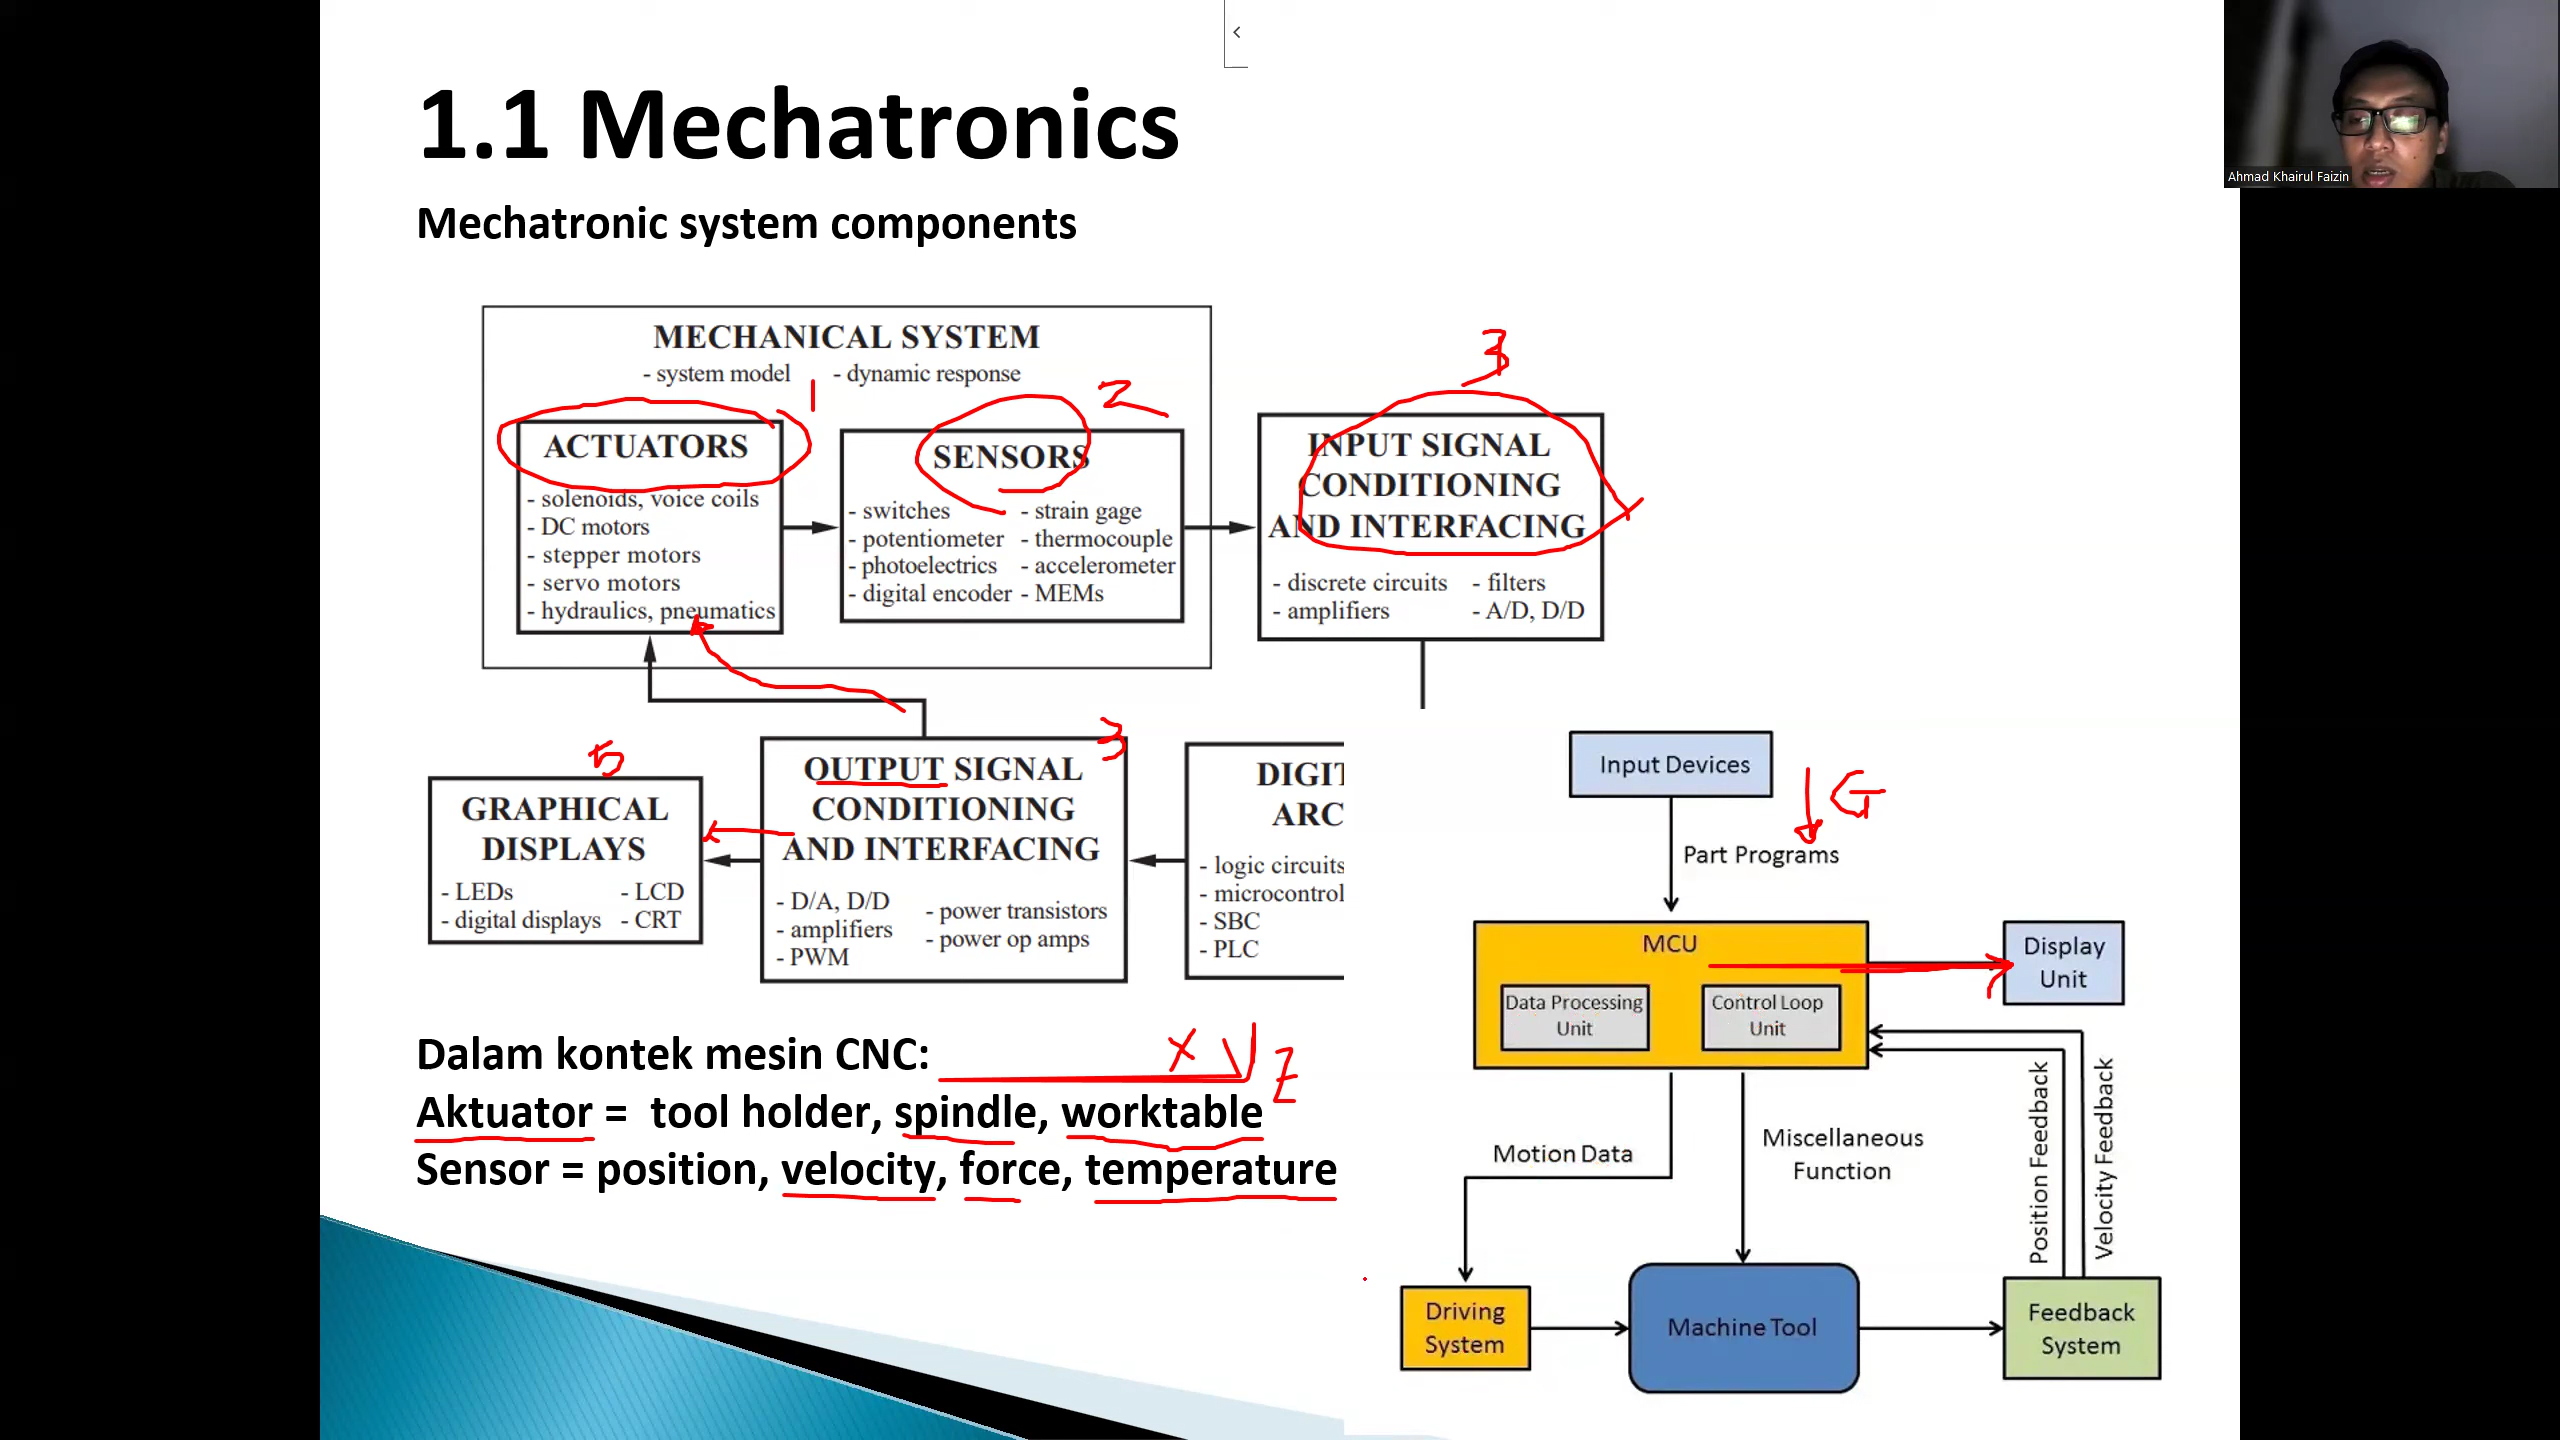 1.1 Mechatronics
Ahmad Khairul Faizin
Mechatronic system components
MECHANICAL SYSTEM
- system model - dynamic response
1
2
3
ACTUATORS
- solenoids, voice coils
- DC motors
- stepper motors
- servo motors
- hydraulics, pneumatics
SENSORS
- switches - strain gage
- potentiometer - thermocouple
- photoelectrics - accelerometer
- digital encoder - MEMs
INPUT SIGNAL
CONDITIONING
AND INTERFACING
- discrete circuits - filters
- amplifiers - A/D, D/D
5
GRAPHICAL
DISPLAYS
- LEDs - LCD
- digital displays - CRT
3
OUTPUT SIGNAL
CONDITIONING
AND INTERFACING
- D/A, D/D - power transistors
- amplifiers - power op amps
- PWM
DIGIT
ARC
- logic circuits
- microcontrol
- SBC
- PLC
Input Devices
G
Part Programs
MCU
Data Processing
Unit
Control Loop
Unit
Display
Unit
Motion Data
Miscellaneous
Function
Position Feedback
Velocity Feedback
Driving
System
Machine Tool
Feedback
System
Dalam kontek mesin CNC:
X Y Z
Aktuator = tool holder, spindle, worktable
Sensor = position, velocity, force, temperature